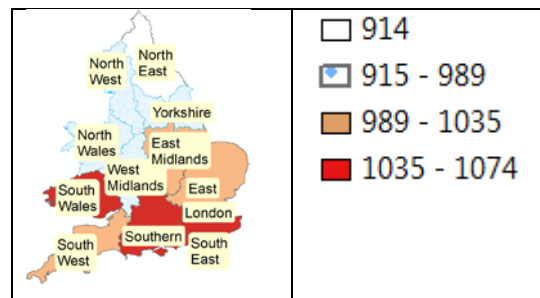 North
West
North
East
Yorkshire
North
Wales
East
Midlands
West
Midlands
South
Wales
East
London
Southern
South
West
South
East
914
915 - 989
989 - 1035
1035 - 1074